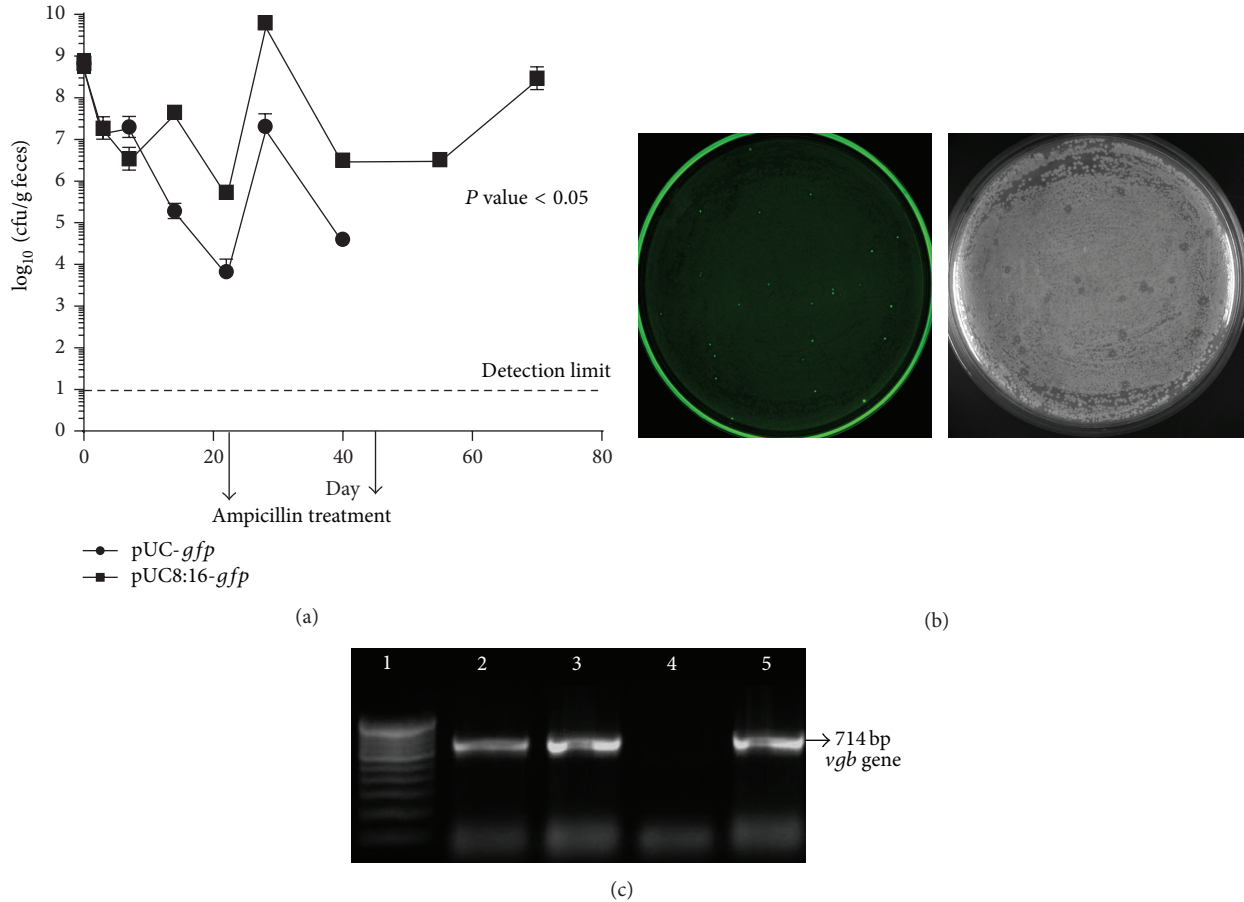 10
9
8
7
6
5
4
3
2
1
0
log10 (cfu/g feces)
P value < 0.05
Detection limit
0
20
40
60
80
Day
Ampicillin treatment
pUC-gfp
pUC8:16-gfp
(a)
(b)
1
2
3
4
5
714 bp
vgb gene
(c)